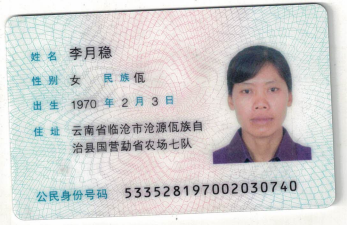 姓名 李月稳
性别 女 民族 佤
出生 1970 年 2 月 3 日
住址 云南省临沧市沧源佤族自
治县国营勐省农场七队
公民身份号码 533528197002030740